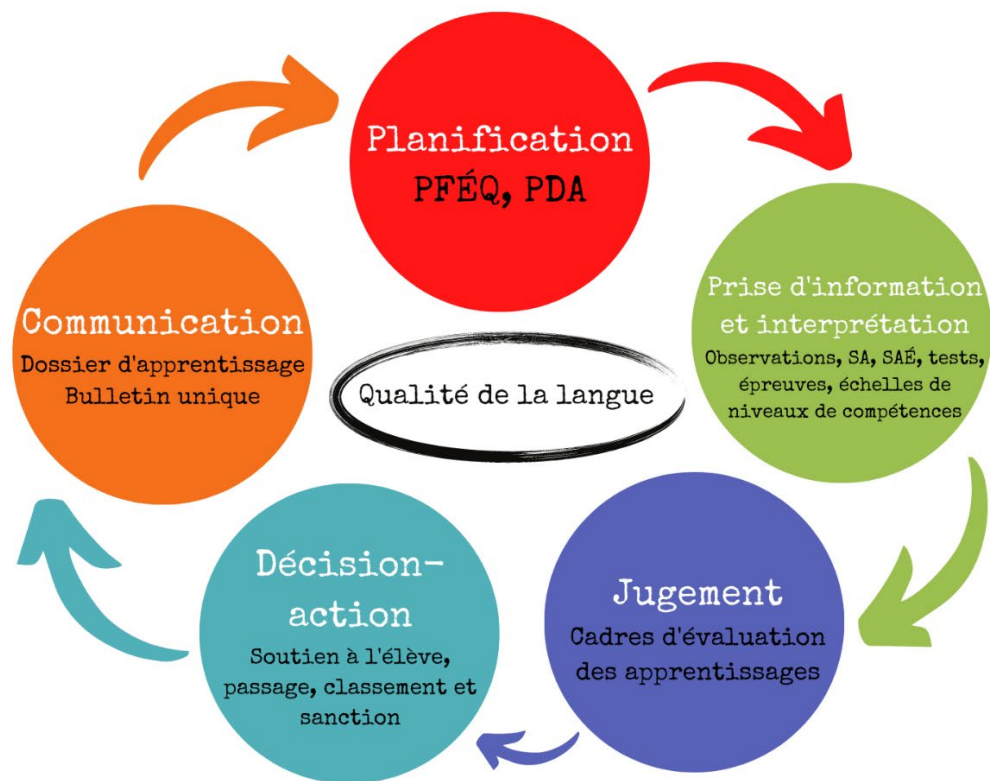 Planification
PFÉQ, PDA
Prise d'information
et interprétation
Observations, SA, SAÉ, tests,
épreuves, échelles de
niveaux de compétences
Jugement
Cadres d'évaluation
des apprentissages
Décision-
action
Soutien à l'élève,
passage, classement et
sanction
Communication
Dossier d'apprentissage
Bulletin unique
Qualité de la langue